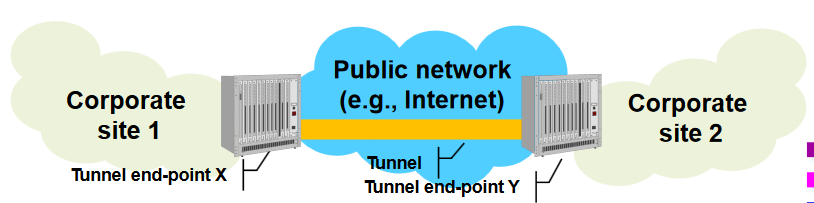 Public network
(e.g., Internet)
Corporate
site 1
Corporate
site 2
Tunnel
Tunnel end-point X
Tunnel end-point Y